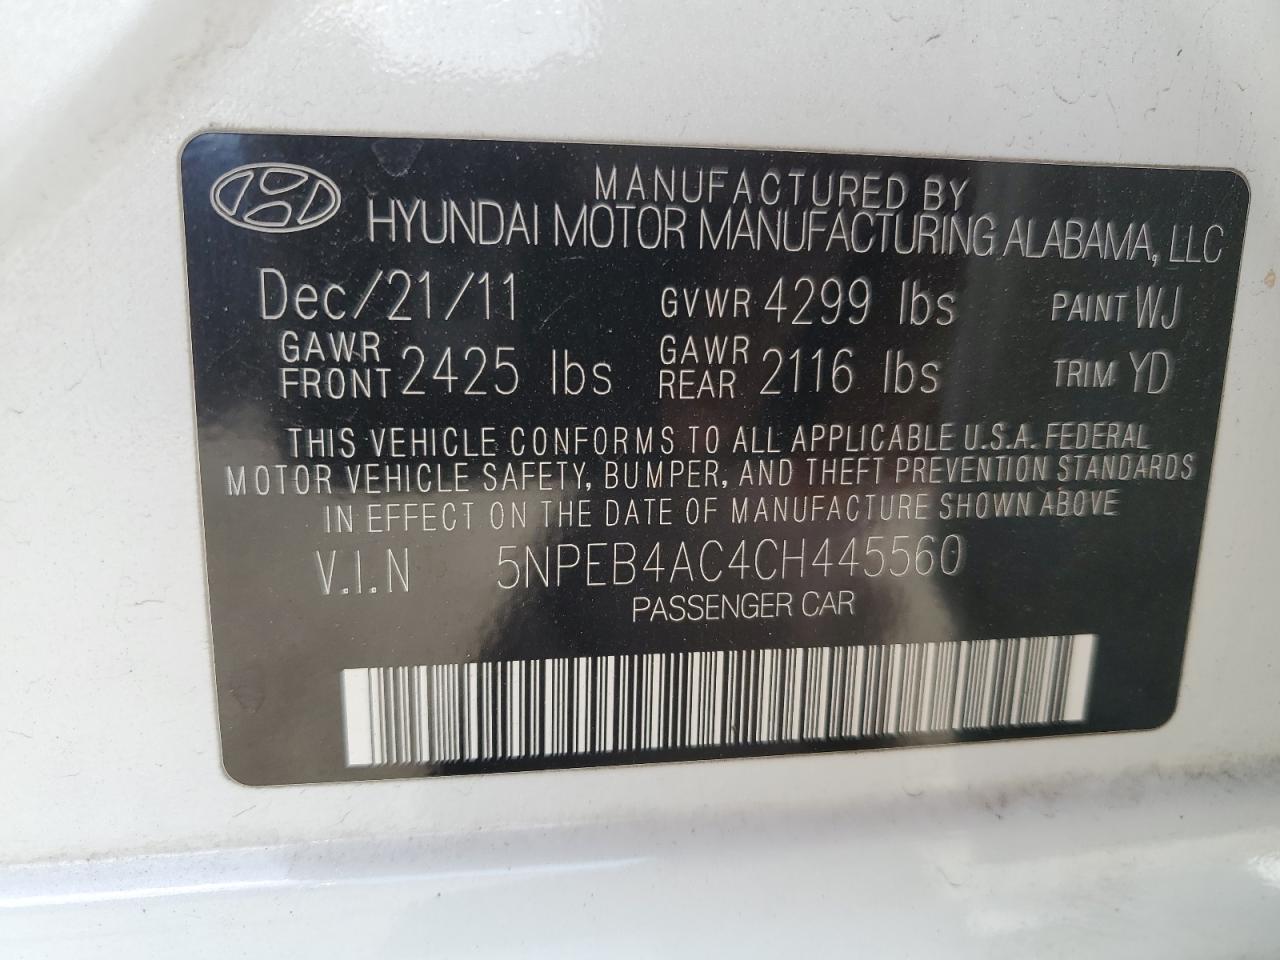 MANUFACTURED BY
HYUNDAI MOTOR MANUFACTURING ALABAMA, LLC
Dec/21/11 GVWR 4299 lbs PAINT WJ
GAWR FRONT 2425 lbs GAWR REAR 2116 lbs TRIM YD
THIS VEHICLE CONFORMS TO ALL APPLICABLE U.S.A. FEDERAL
MOTOR VEHICLE SAFETY, BUMPER, AND THEFT PREVENTION STANDARDS
IN EFFECT ON THE DATE OF MANUFACTURE SHOWN ABOVE
V.I.N 5NPEB4AC4CH445560
PASSENGER CAR